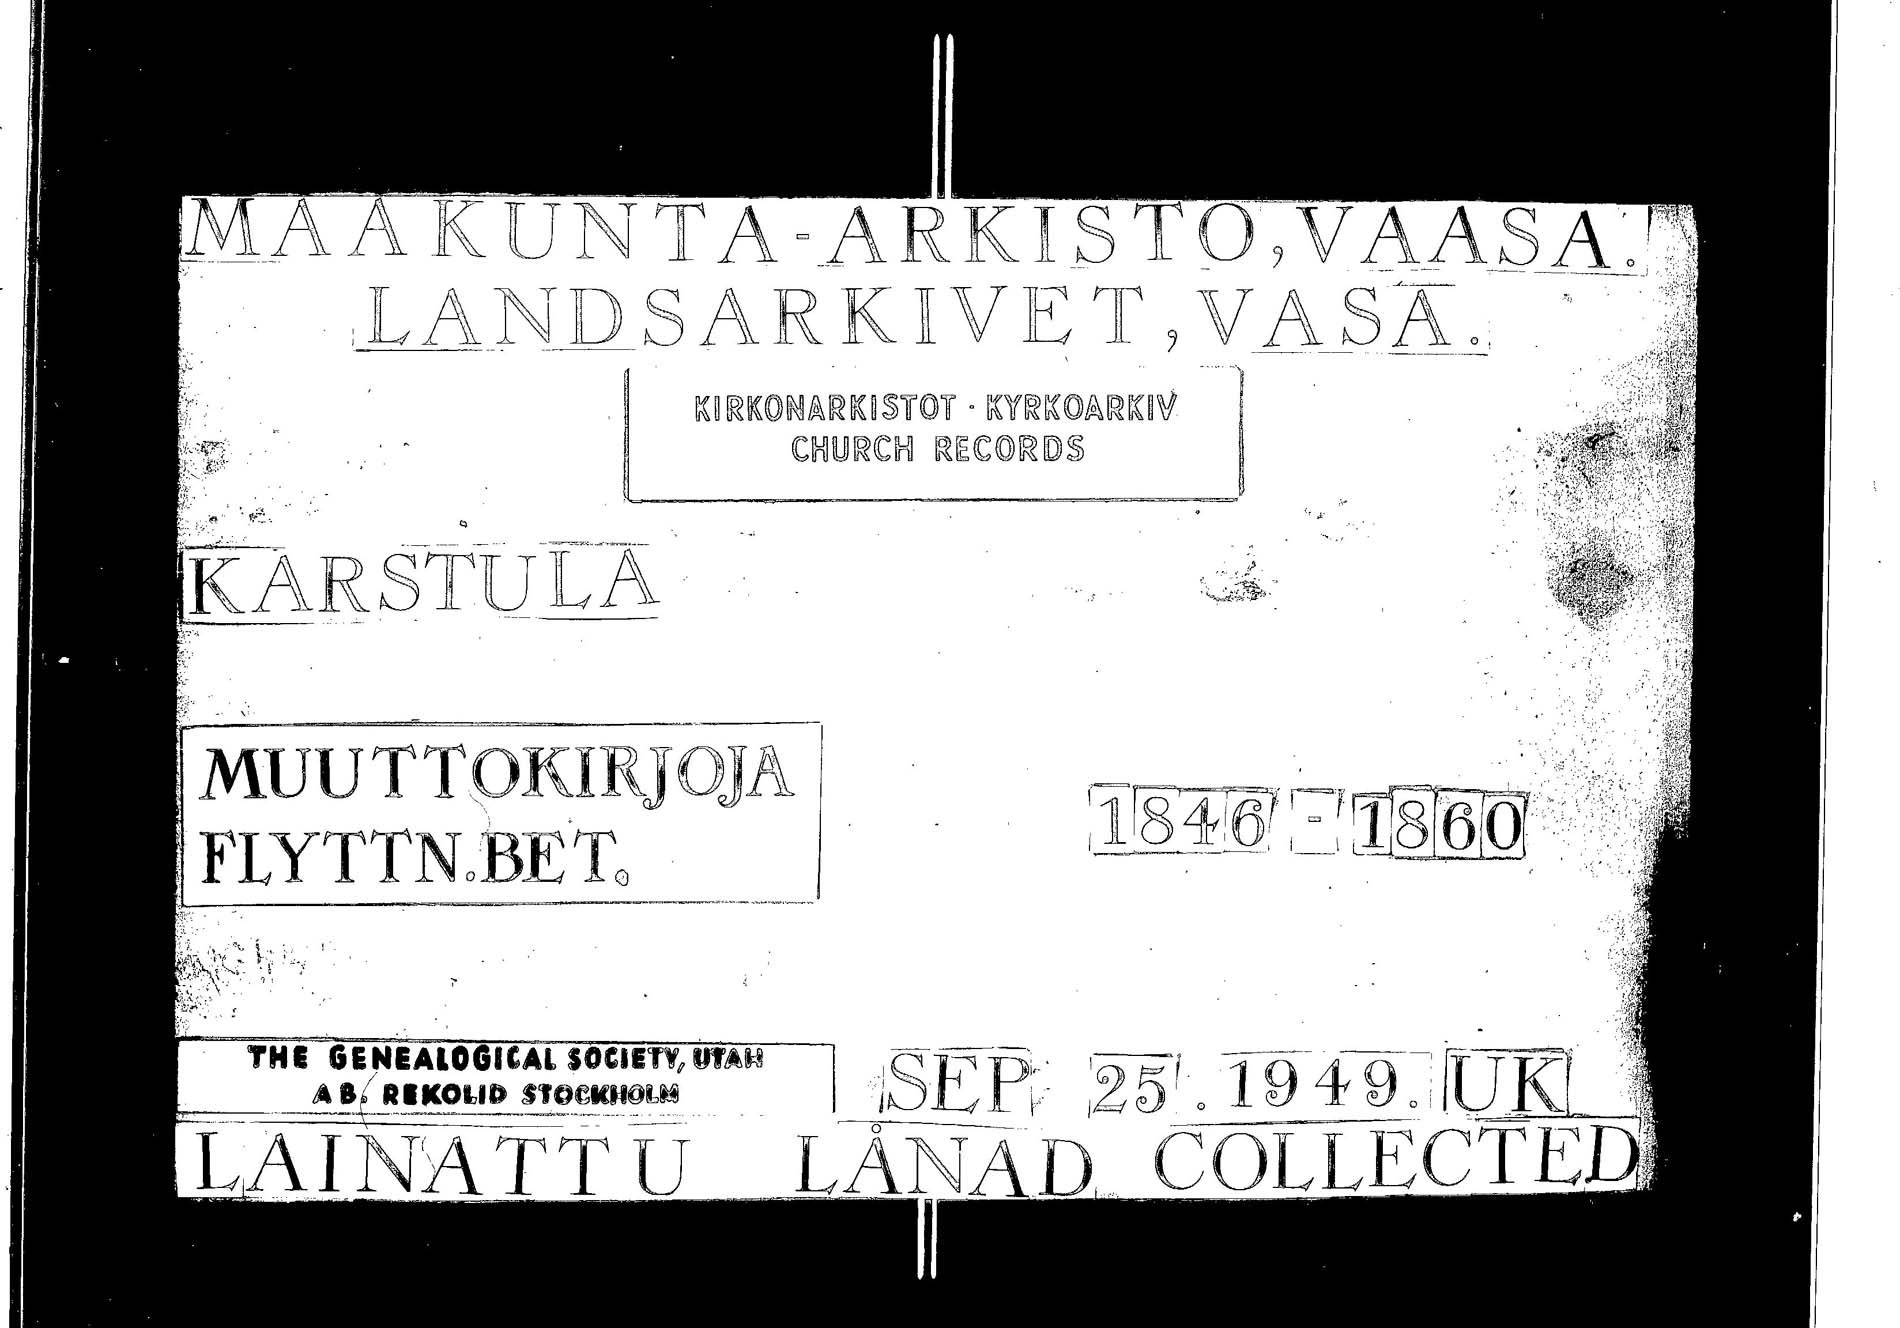 MAAKUNTA-ARKISTO, VAASA.
LANDSARKIVET, VASA.
KIRKONARKISTOT · KYRKOARKIV
CHURCH RECORDS
KARSTULA
MUUTTOKIRJOJA
FLYTTN.BET.
1846 - 1860
THE GENEALOGICAL SOCIETY, UTAH
AB. REKOLID STOCKHOLM
SEP 25. 1949. UK
LAINATTU LÅNAD COLLECTED